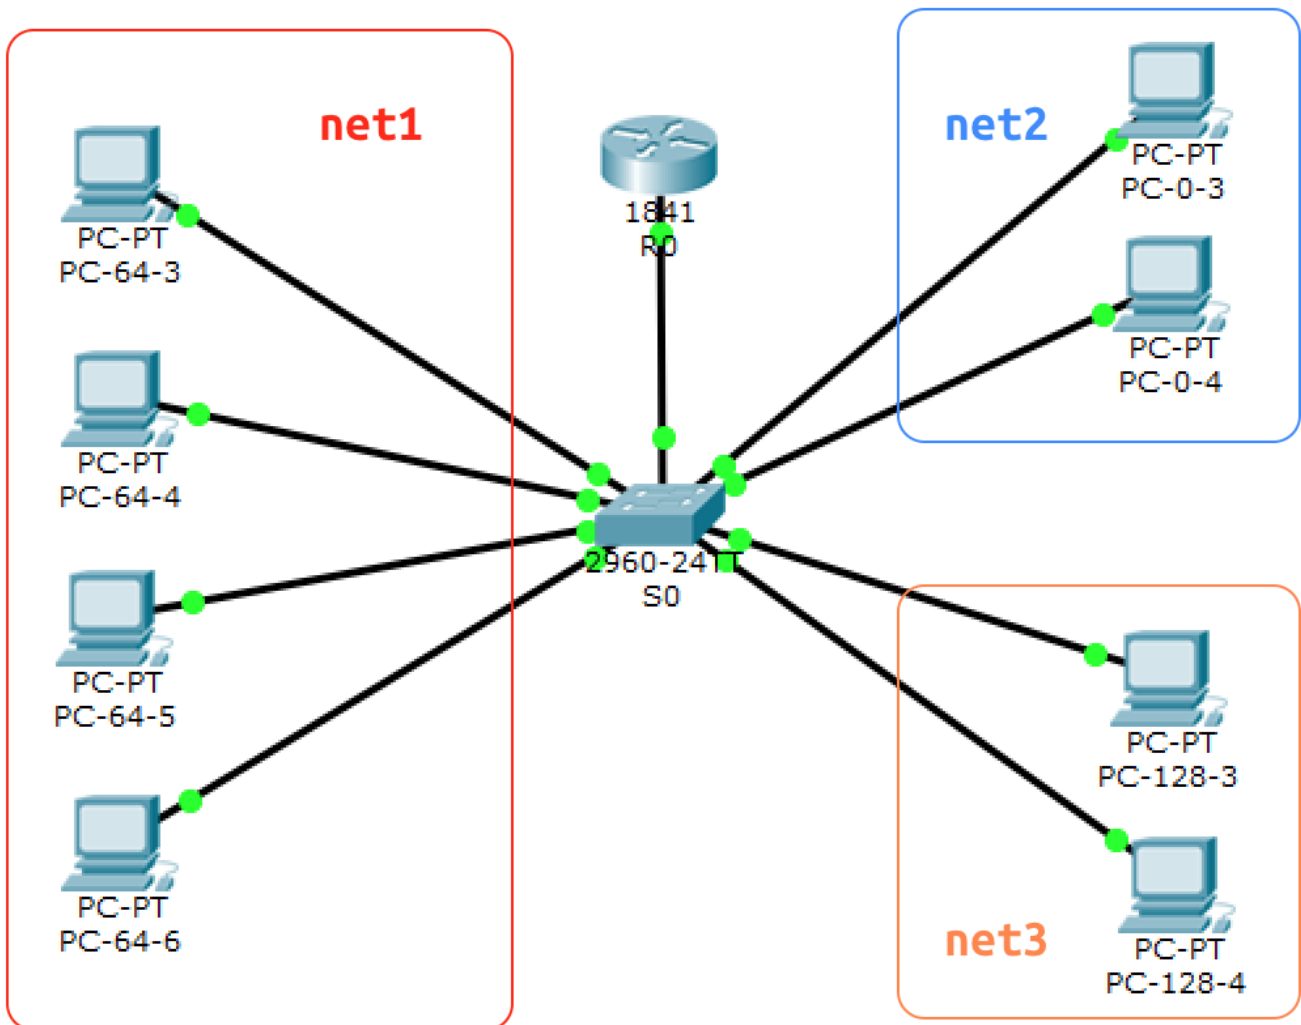 net1
PC-PT
PC-64-3
PC-PT
PC-64-4
PC-PT
PC-64-5
PC-PT
PC-64-6
1841
R0
2960-24TT
S0
net2
PC-PT
PC-0-3
PC-PT
PC-0-4
PC-PT
PC-128-3
net3
PC-PT
PC-128-4